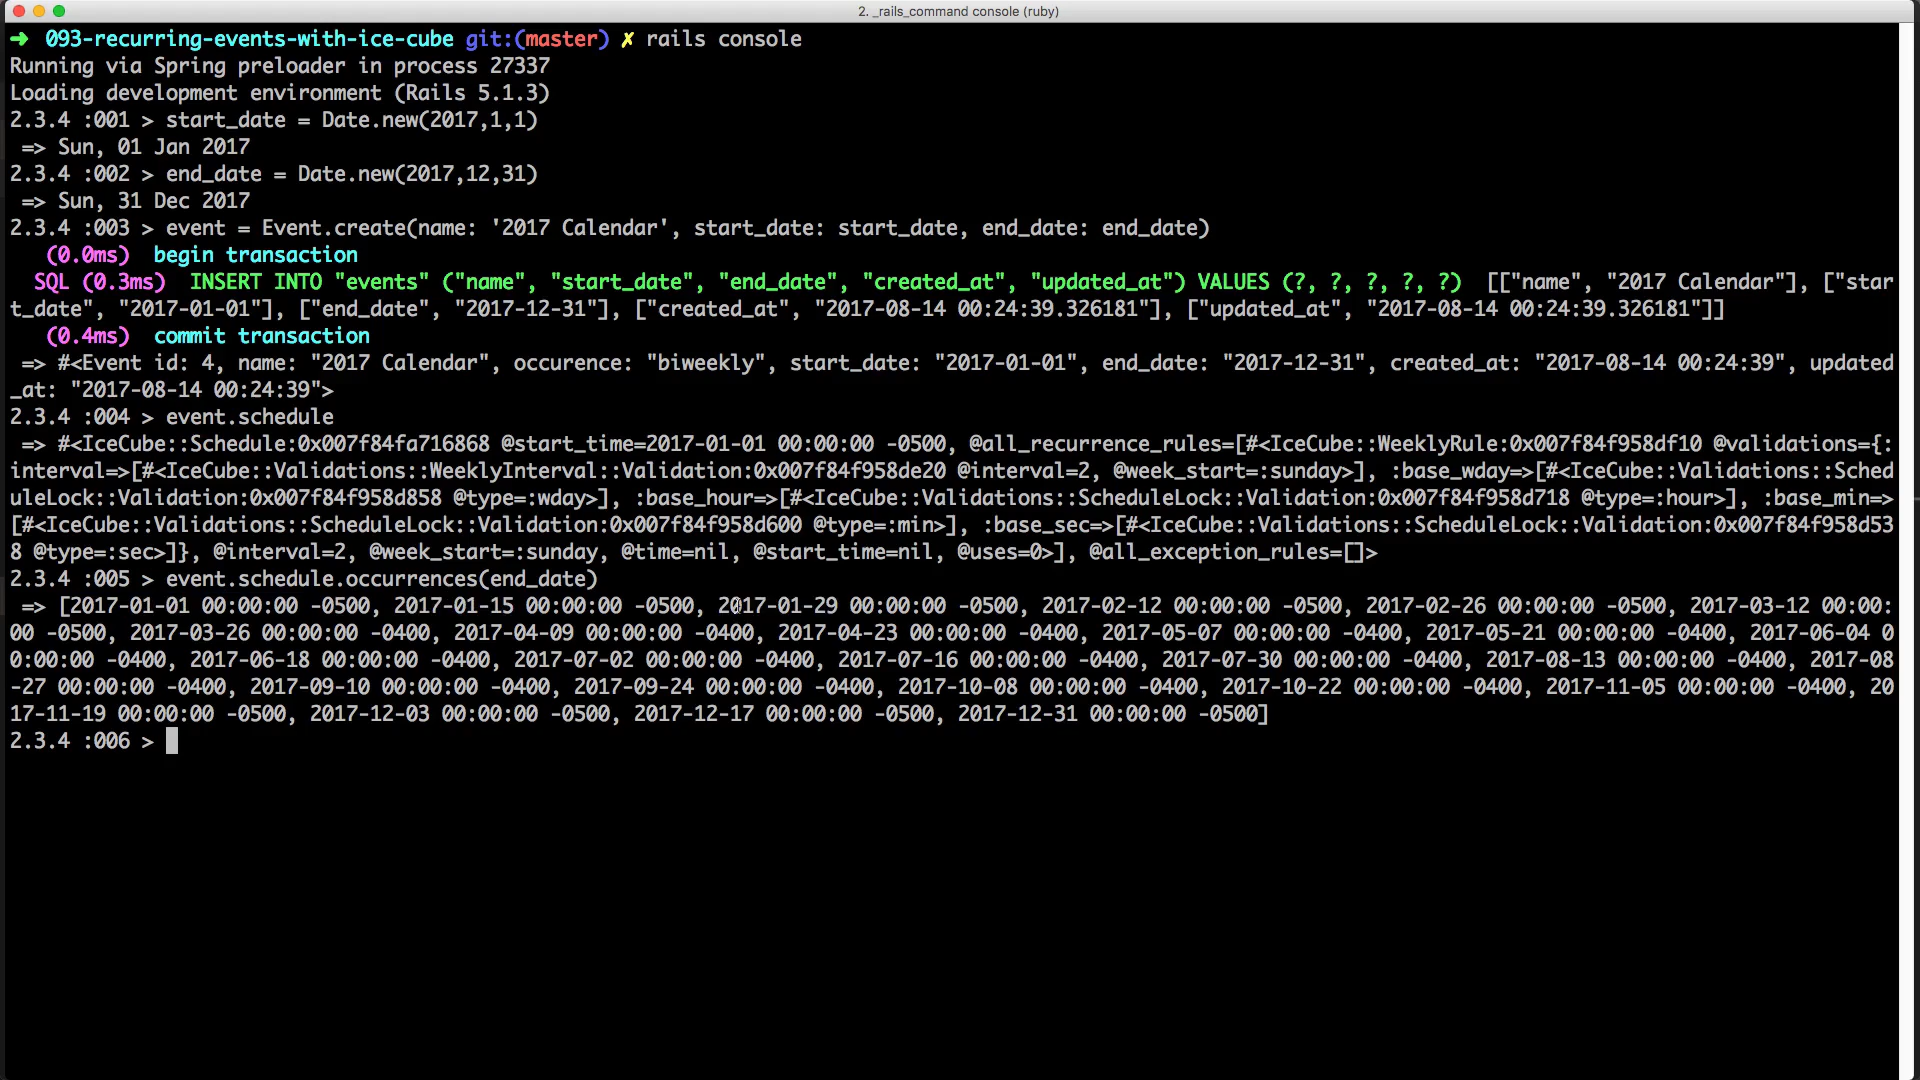 2. _rails_command console (ruby)
➜ 093-recurring-events-with-ice-cube git:(master) ✗ rails console
Running via Spring preloader in process 27337
Loading development environment (Rails 5.1.3)
2.3.4 :001 > start_date = Date.new(2017,1,1)
=> Sun, 01 Jan 2017
2.3.4 :002 > end_date = Date.new(2017,12,31)
=> Sun, 31 Dec 2017
2.3.4 :003 > event = Event.create(name: '2017 Calendar', start_date: start_date, end_date: end_date)
(0.0ms) begin transaction
SQL (0.3ms) INSERT INTO "events" ("name", "start_date", "end_date", "created_at", "updated_at") VALUES (?, ?, ?, ?, ?) [["name", "2017 Calendar"], ["star
t_date", "2017-01-01"], ["end_date", "2017-12-31"], ["created_at", "2017-08-14 00:24:39.326181"], ["updated_at", "2017-08-14 00:24:39.326181"]]
(0.4ms) commit transaction
=> #<Event id: 4, name: "2017 Calendar", occurence: "biweekly", start_date: "2017-01-01", end_date: "2017-12-31", created_at: "2017-08-14 00:24:39", updated
_at: "2017-08-14 00:24:39">
2.3.4 :004 > event.schedule
=> #<IceCube::Schedule:0x007f84fa716868 @start_time=2017-01-01 00:00:00 -0500, @all_recurrence_rules=[#<IceCube::WeeklyRule:0x007f84f958df10 @validations={:
interval=>[#<IceCube::Validations::WeeklyInterval::Validation:0x007f84f958de20 @interval=2, @week_start=:sunday>], :base_wday=>[#<IceCube::Validations::Sched
uleLock::Validation:0x007f84f958d858 @type=:wday>], :base_hour=>[#<IceCube::Validations::ScheduleLock::Validation:0x007f84f958d718 @type=:hour>], :base_min=>
[#<IceCube::Validations::ScheduleLock::Validation:0x007f84f958d600 @type=:min>], :base_sec=>[#<IceCube::Validations::ScheduleLock::Validation:0x007f84f958d53
8 @type=:sec>]}, @interval=2, @week_start=:sunday, @time=nil, @start_time=nil, @uses=0>], @all_exception_rules=[]>
2.3.4 :005 > event.schedule.occurrences(end_date)
=> [2017-01-01 00:00:00 -0500, 2017-01-15 00:00:00 -0500, 2017-01-29 00:00:00 -0500, 2017-02-12 00:00:00 -0500, 2017-02-26 00:00:00 -0500, 2017-03-12 00:00:
00 -0500, 2017-03-26 00:00:00 -0400, 2017-04-09 00:00:00 -0400, 2017-04-23 00:00:00 -0400, 2017-05-07 00:00:00 -0400, 2017-05-21 00:00:00 -0400, 2017-06-04 0
0:00:00 -0400, 2017-06-18 00:00:00 -0400, 2017-07-02 00:00:00 -0400, 2017-07-16 00:00:00 -0400, 2017-07-30 00:00:00 -0400, 2017-08-13 00:00:00 -0400, 2017-08
-27 00:00:00 -0400, 2017-09-10 00:00:00 -0400, 2017-09-24 00:00:00 -0400, 2017-10-08 00:00:00 -0400, 2017-10-22 00:00:00 -0400, 2017-11-05 00:00:00 -0400, 20
17-11-19 00:00:00 -0500, 2017-12-03 00:00:00 -0500, 2017-12-17 00:00:00 -0500, 2017-12-31 00:00:00 -0500]
2.3.4 :006 >